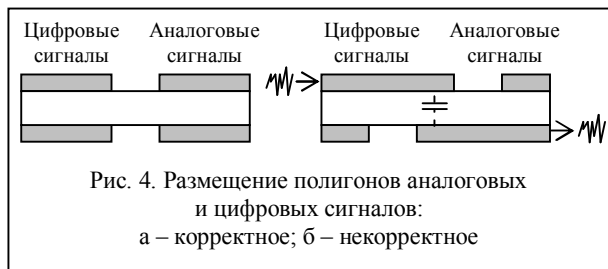 Цифровые Аналоговые Цифровые Аналоговые
сигналы сигналы сигналы сигналы
Рис. 4. Размещение полигонов аналоговых
и цифровых сигналов:
а – корректное; б – некорректное